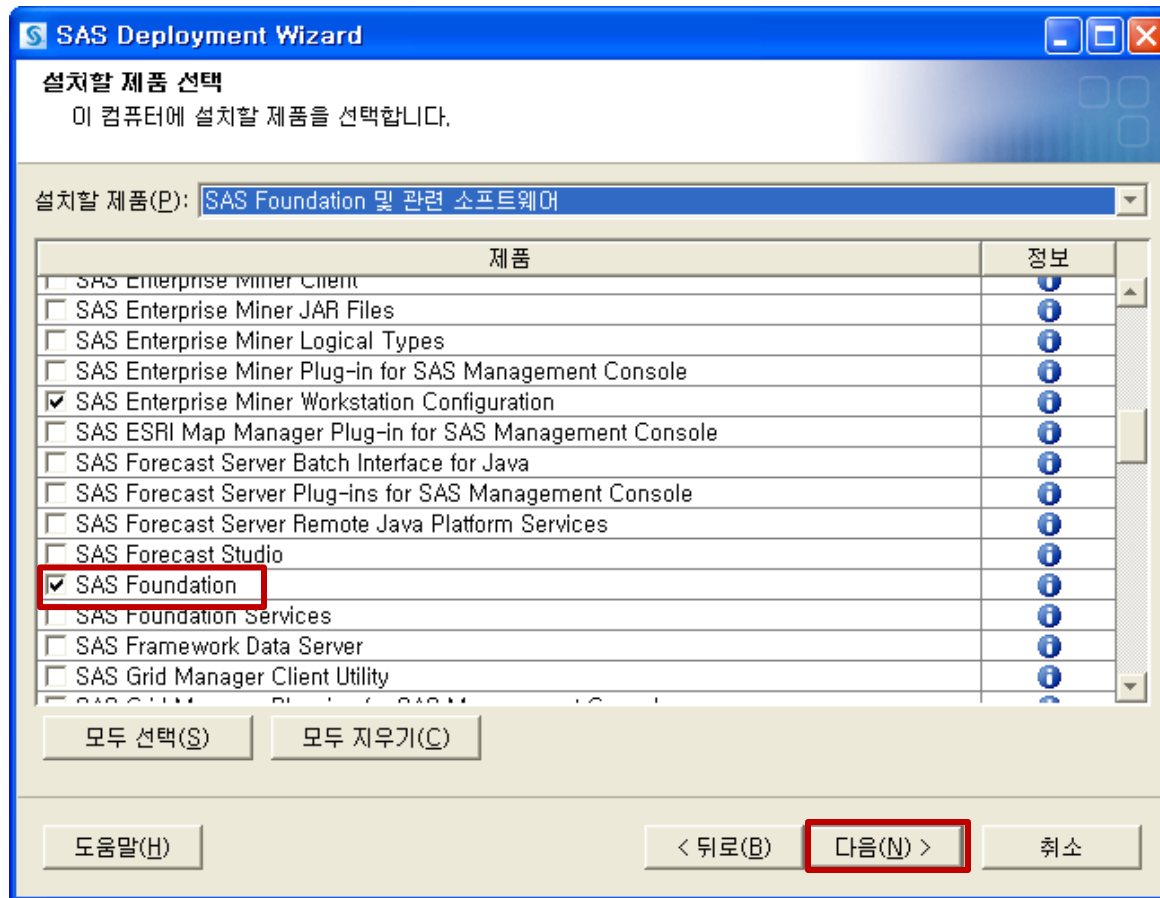 SAS Deployment Wizard
설치할 제품 선택
이 컴퓨터에 설치할 제품을 선택합니다.
설치할 제품(P): SAS Foundation 및 관련 소프트웨어
제품 정보
SAS Enterprise Miner Client
SAS Enterprise Miner JAR Files
SAS Enterprise Miner Logical Types
SAS Enterprise Miner Plug-in for SAS Management Console
SAS Enterprise Miner Workstation Configuration
SAS ESRI Map Manager Plug-in for SAS Management Console
SAS Forecast Server Batch Interface for Java
SAS Forecast Server Plug-ins for SAS Management Console
SAS Forecast Server Remote Java Platform Services
SAS Forecast Studio
SAS Foundation
SAS Foundation Services
SAS Framework Data Server
SAS Grid Manager Client Utility
모두 선택(S) 모두 지우기(C)
도움말(H) < 뒤로(B) 다음(N) > 취소